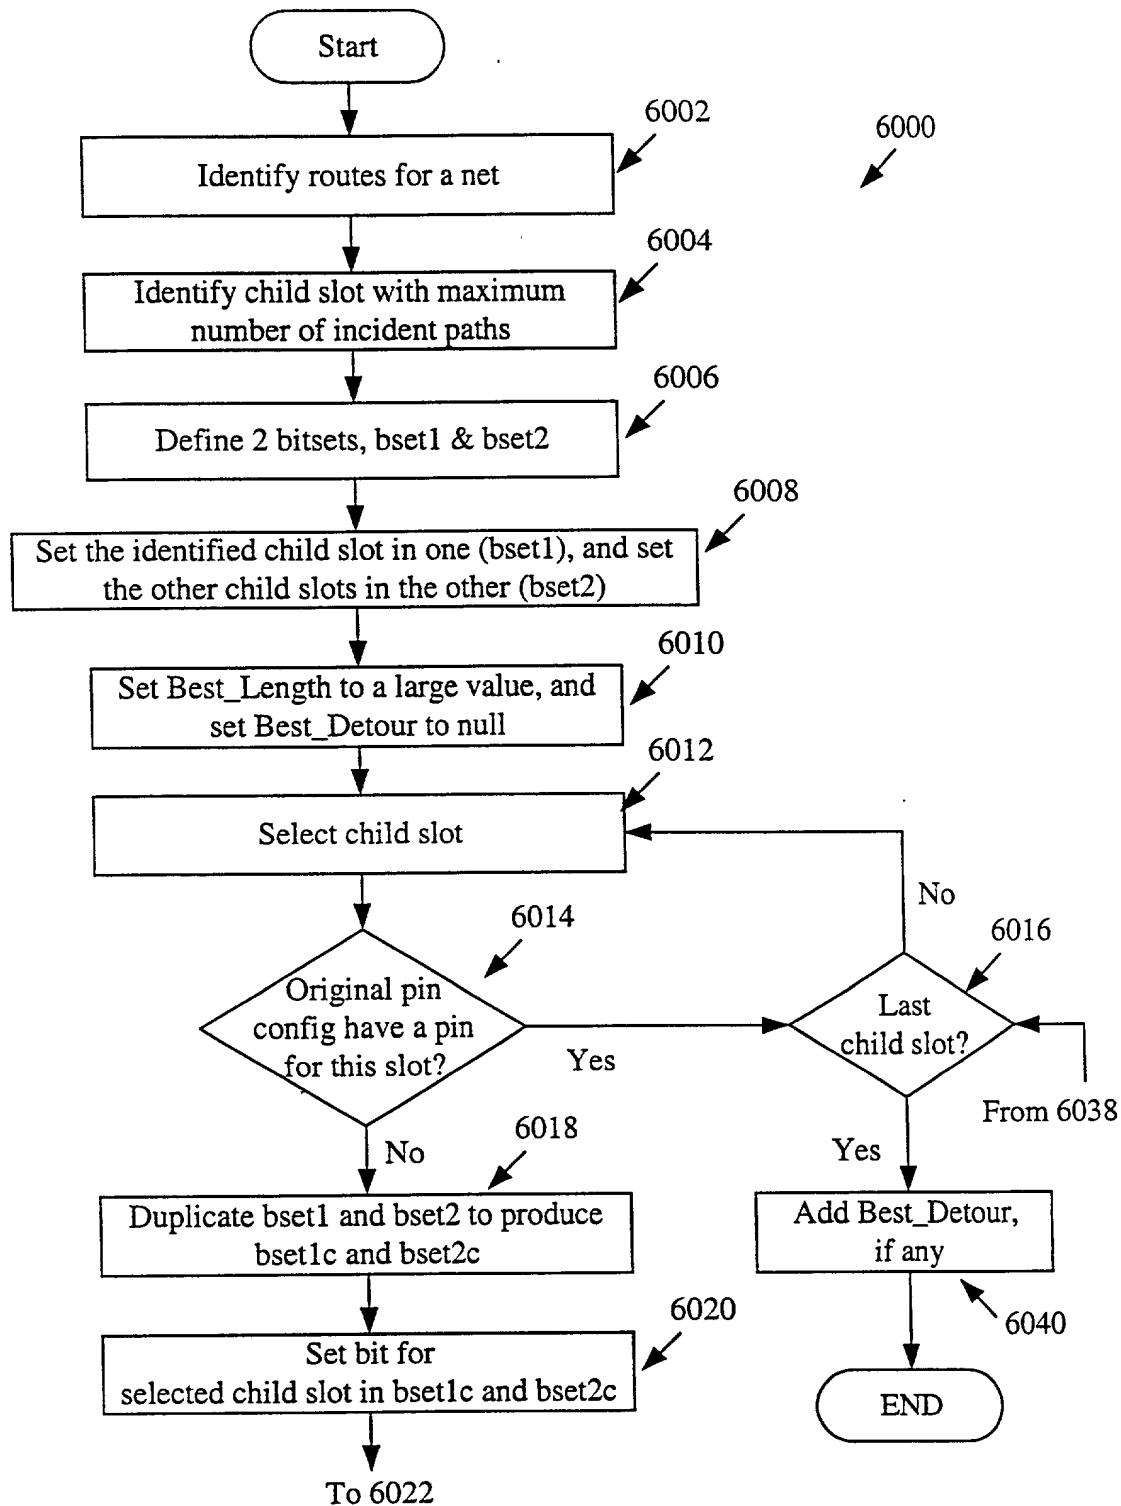 Start
6002
6000
Identify routes for a net
6004
Identify child slot with maximum
number of incident paths
6006
Define 2 bitsets, bset1 & bset2
6008
Set the identified child slot in one (bset1), and set
the other child slots in the other (bset2)
6010
Set Best_Length to a large value, and
set Best_Detour to null
6012
Select child slot
No
6014
6016
Original pin
config have a pin
for this slot?
Last
child slot?
Yes
From 6038
No
6018
Yes
Duplicate bset1 and bset2 to produce
bset1c and bset2c
Add Best_Detour,
if any
6020
6040
Set bit for
selected child slot in bset1c and bset2c
END
To 6022